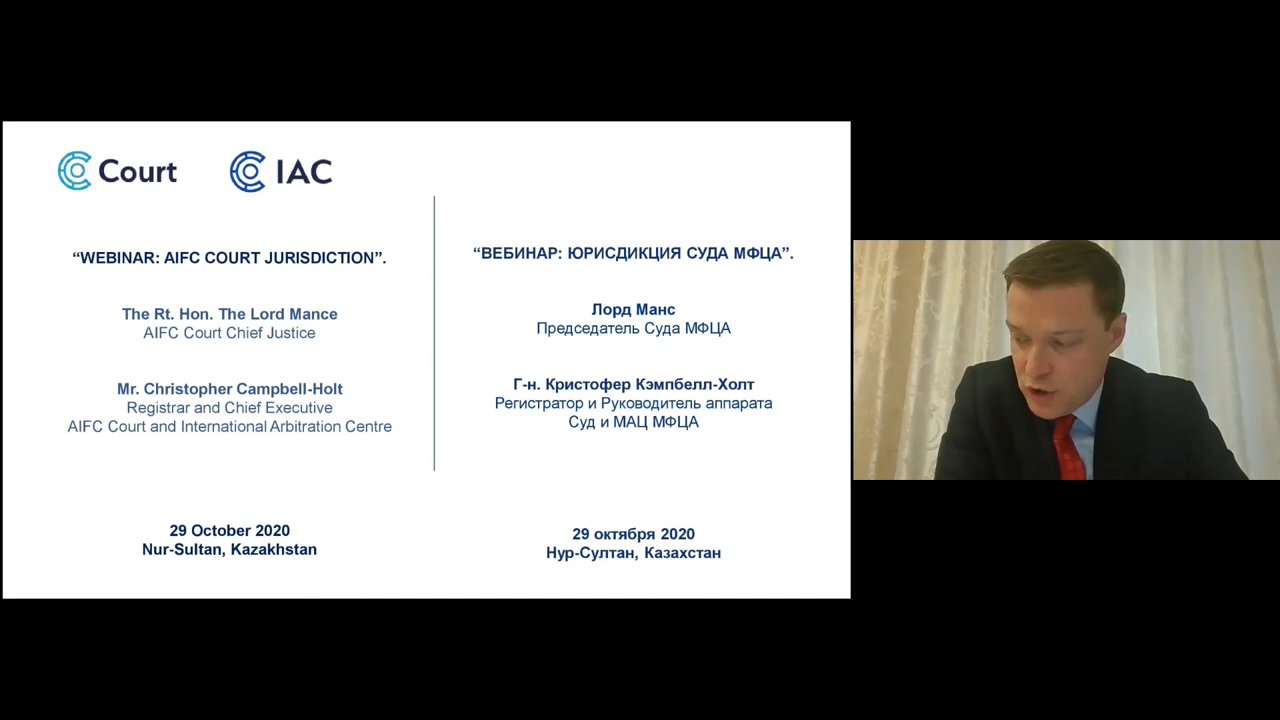 Court
IAC
“WEBINAR: AIFC COURT JURISDICTION”.
The Rt. Hon. The Lord Mance
AIFC Court Chief Justice
Mr. Christopher Campbell-Holt
Registrar and Chief Executive
AIFC Court and International Arbitration Centre
29 October 2020
Nur-Sultan, Kazakhstan
“ВЕБИНАР: ЮРИСДИКЦИЯ СУДА МФЦА”.
Лорд Манс
Председатель Суда МФЦА
Г-н. Кристофер Кэмпбелл-Холт
Регистратор и Руководитель аппарата
Суд и МАЦ МФЦА
29 октября 2020
Нур-Султан, Казахстан